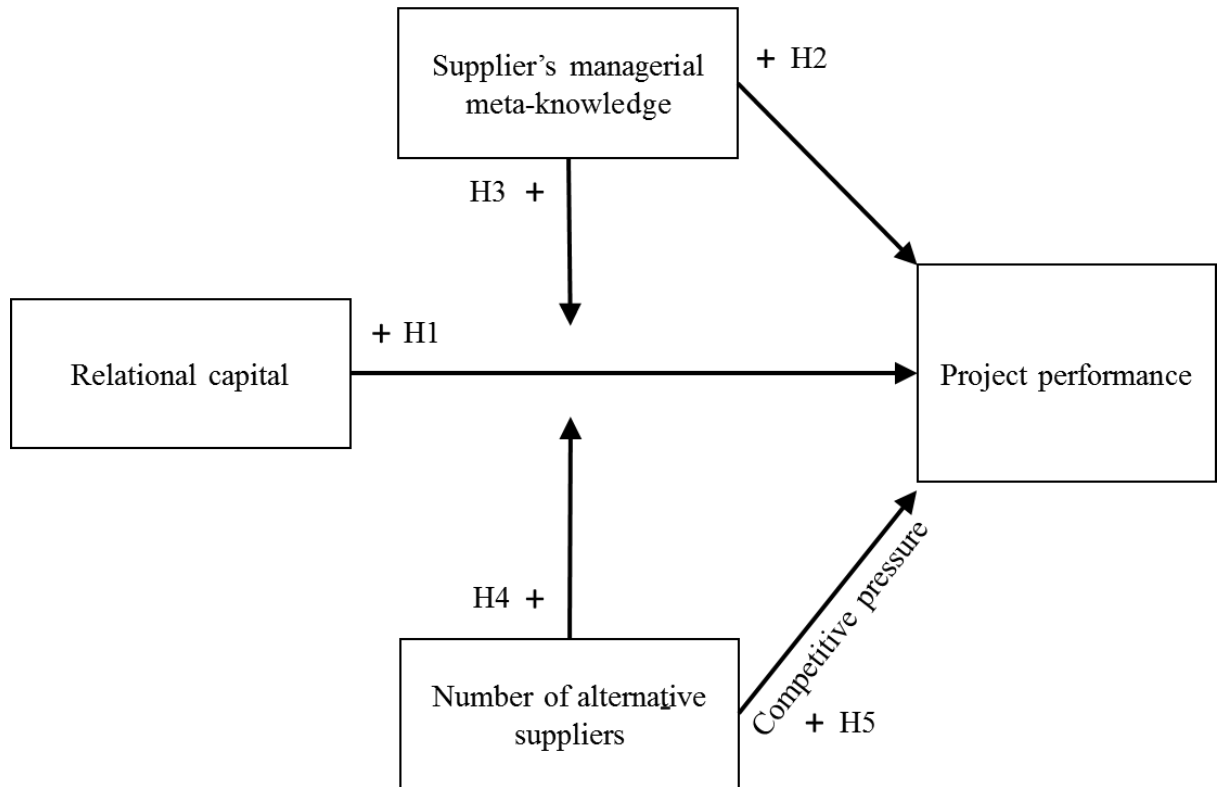 Supplier’s managerial
meta-knowledge
+ H2
H3 +
Relational capital
+ H1
Project performance
H4 +
Number of alternative
suppliers
Competitive pressure
+ H5